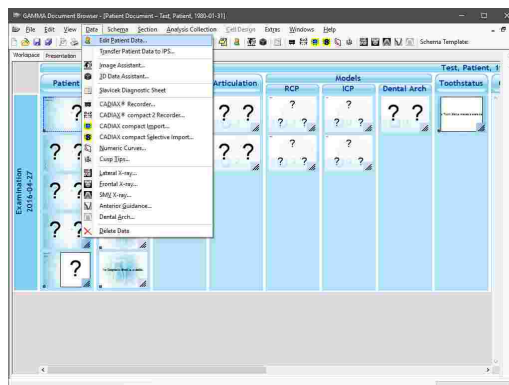 GAMMA Document Browser - [Patient Document - Test, Patient, 1980-01-31]
File Edit View Data Schema Section Analysis Collection Cell Design Extras Windows Help
Schema Template:
Workspace Presentation
Edit Patient Data...
Transfer Patient Data to IPS...
Image Assistant...
3D Data Assistant...
Slavicek Diagnostic Sheet
CADIAX® Recorder...
CADIAX® compact 2 Recorder...
CADIAX compact Import...
CADIAX compact Selective Import...
Numeric Curves...
Cusp Tips...
Lateral X-ray...
Frontal X-ray...
SMV X-ray...
Anterior Guidance...
Dental Arch...
Delete Data
Test, Patient, 1
Patient
Articulation
Models
RCP
ICP
Dental Arch
Toothstatus
Examination
2016-04-27
? ? ? ? ? ?
? ? ? ?
? ? ? ? ? ?
? ? ? ?
? ?
?